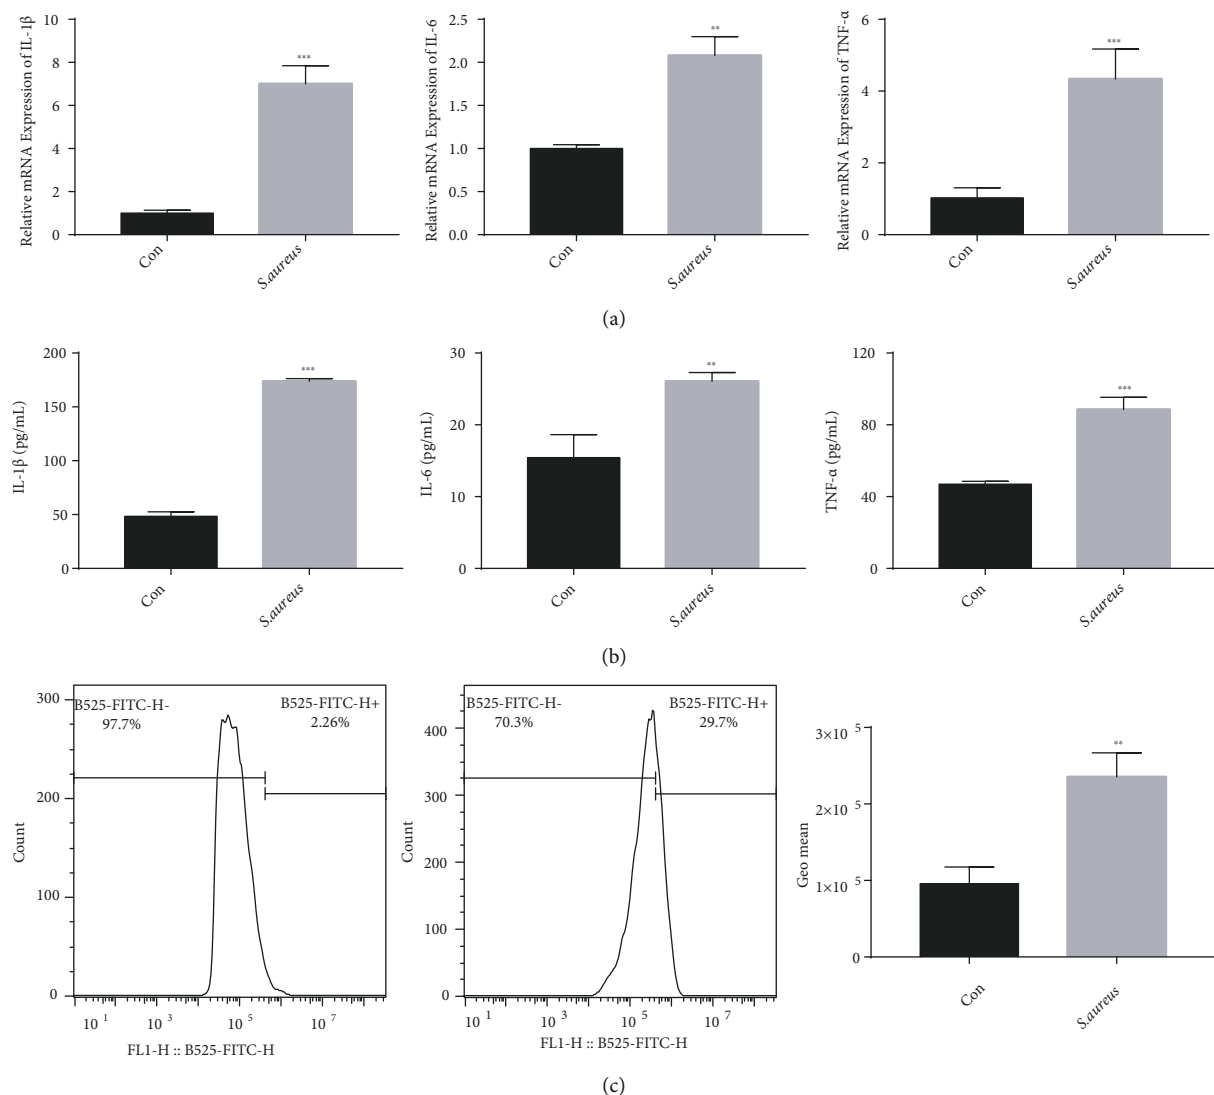 Relative mRNA Expression of IL-1β
10
8
6
4
2
0
***
Con
S.aureus
Relative mRNA Expression of IL-6
2.5
2.0
1.5
1.0
0.5
0.0
**
Con
S.aureus
Relative mRNA Expression of TNF-α
6
4
2
0
***
Con
S.aureus
(a)
IL-1β (pg/mL)
200
150
100
50
0
***
Con
S.aureus
IL-6 (pg/mL)
30
20
10
0
**
Con
S.aureus
TNF-α (pg/mL)
120
80
40
0
***
Con
S.aureus
(b)
Count
300
200
100
0
B525-FITC-H-
97.7%
B525-FITC-H+
2.26%
10 1
10 3
10 5
10 7
FL1-H :: B525-FITC-H
Count
400
300
200
100
0
B525-FITC-H-
70.3%
B525-FITC-H+
29.7%
10 1
10 3
10 5
10 7
FL1-H :: B525-FITC-H
Geo mean
3×10 5
2×10 5
1×10 5
0
**
Con
S.aureus
(c)